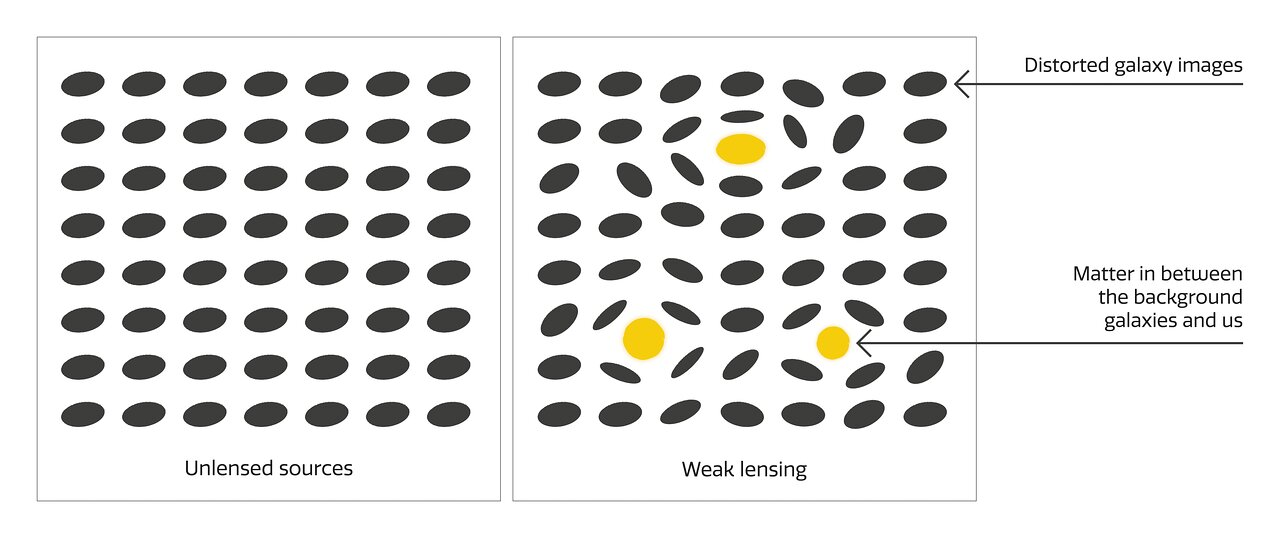 Distorted galaxy images
Matter in between
the background
galaxies and us
Unlensed sources
Weak lensing